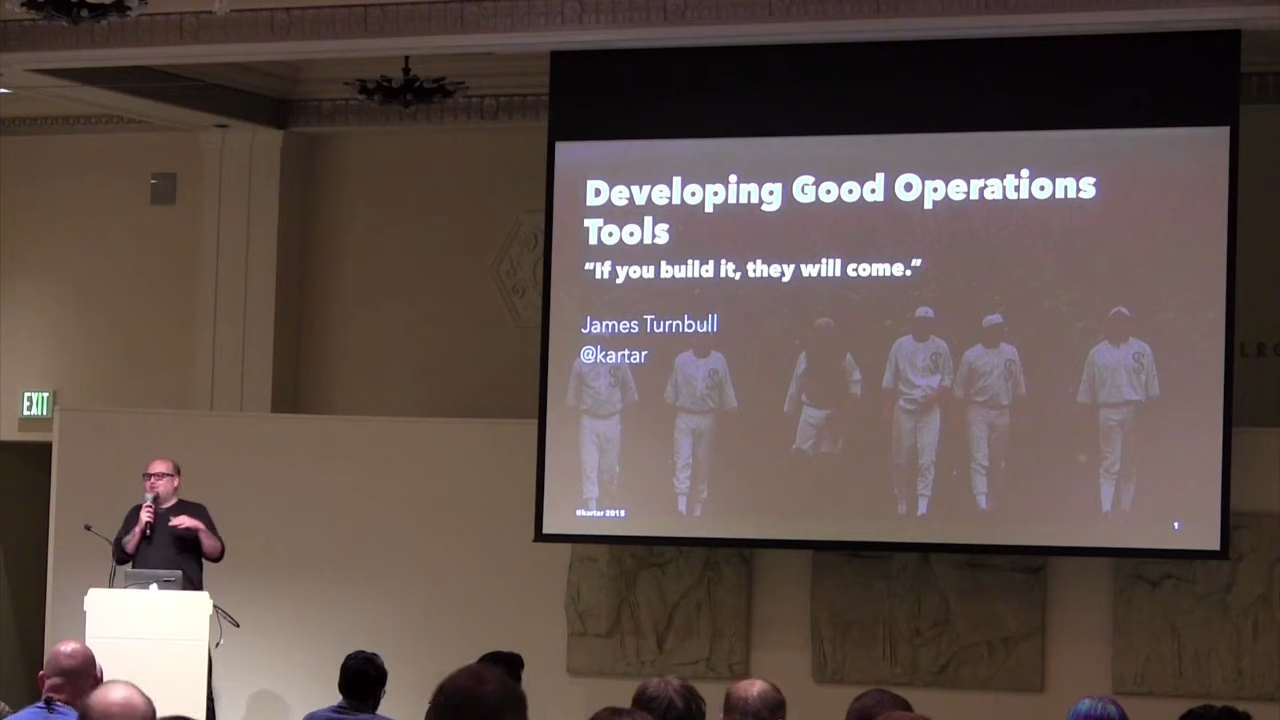 Developing Good Operations
Tools
“If you build it, they will come.”
James Turnbull
@kartar
@kartar 2015
1
EXIT